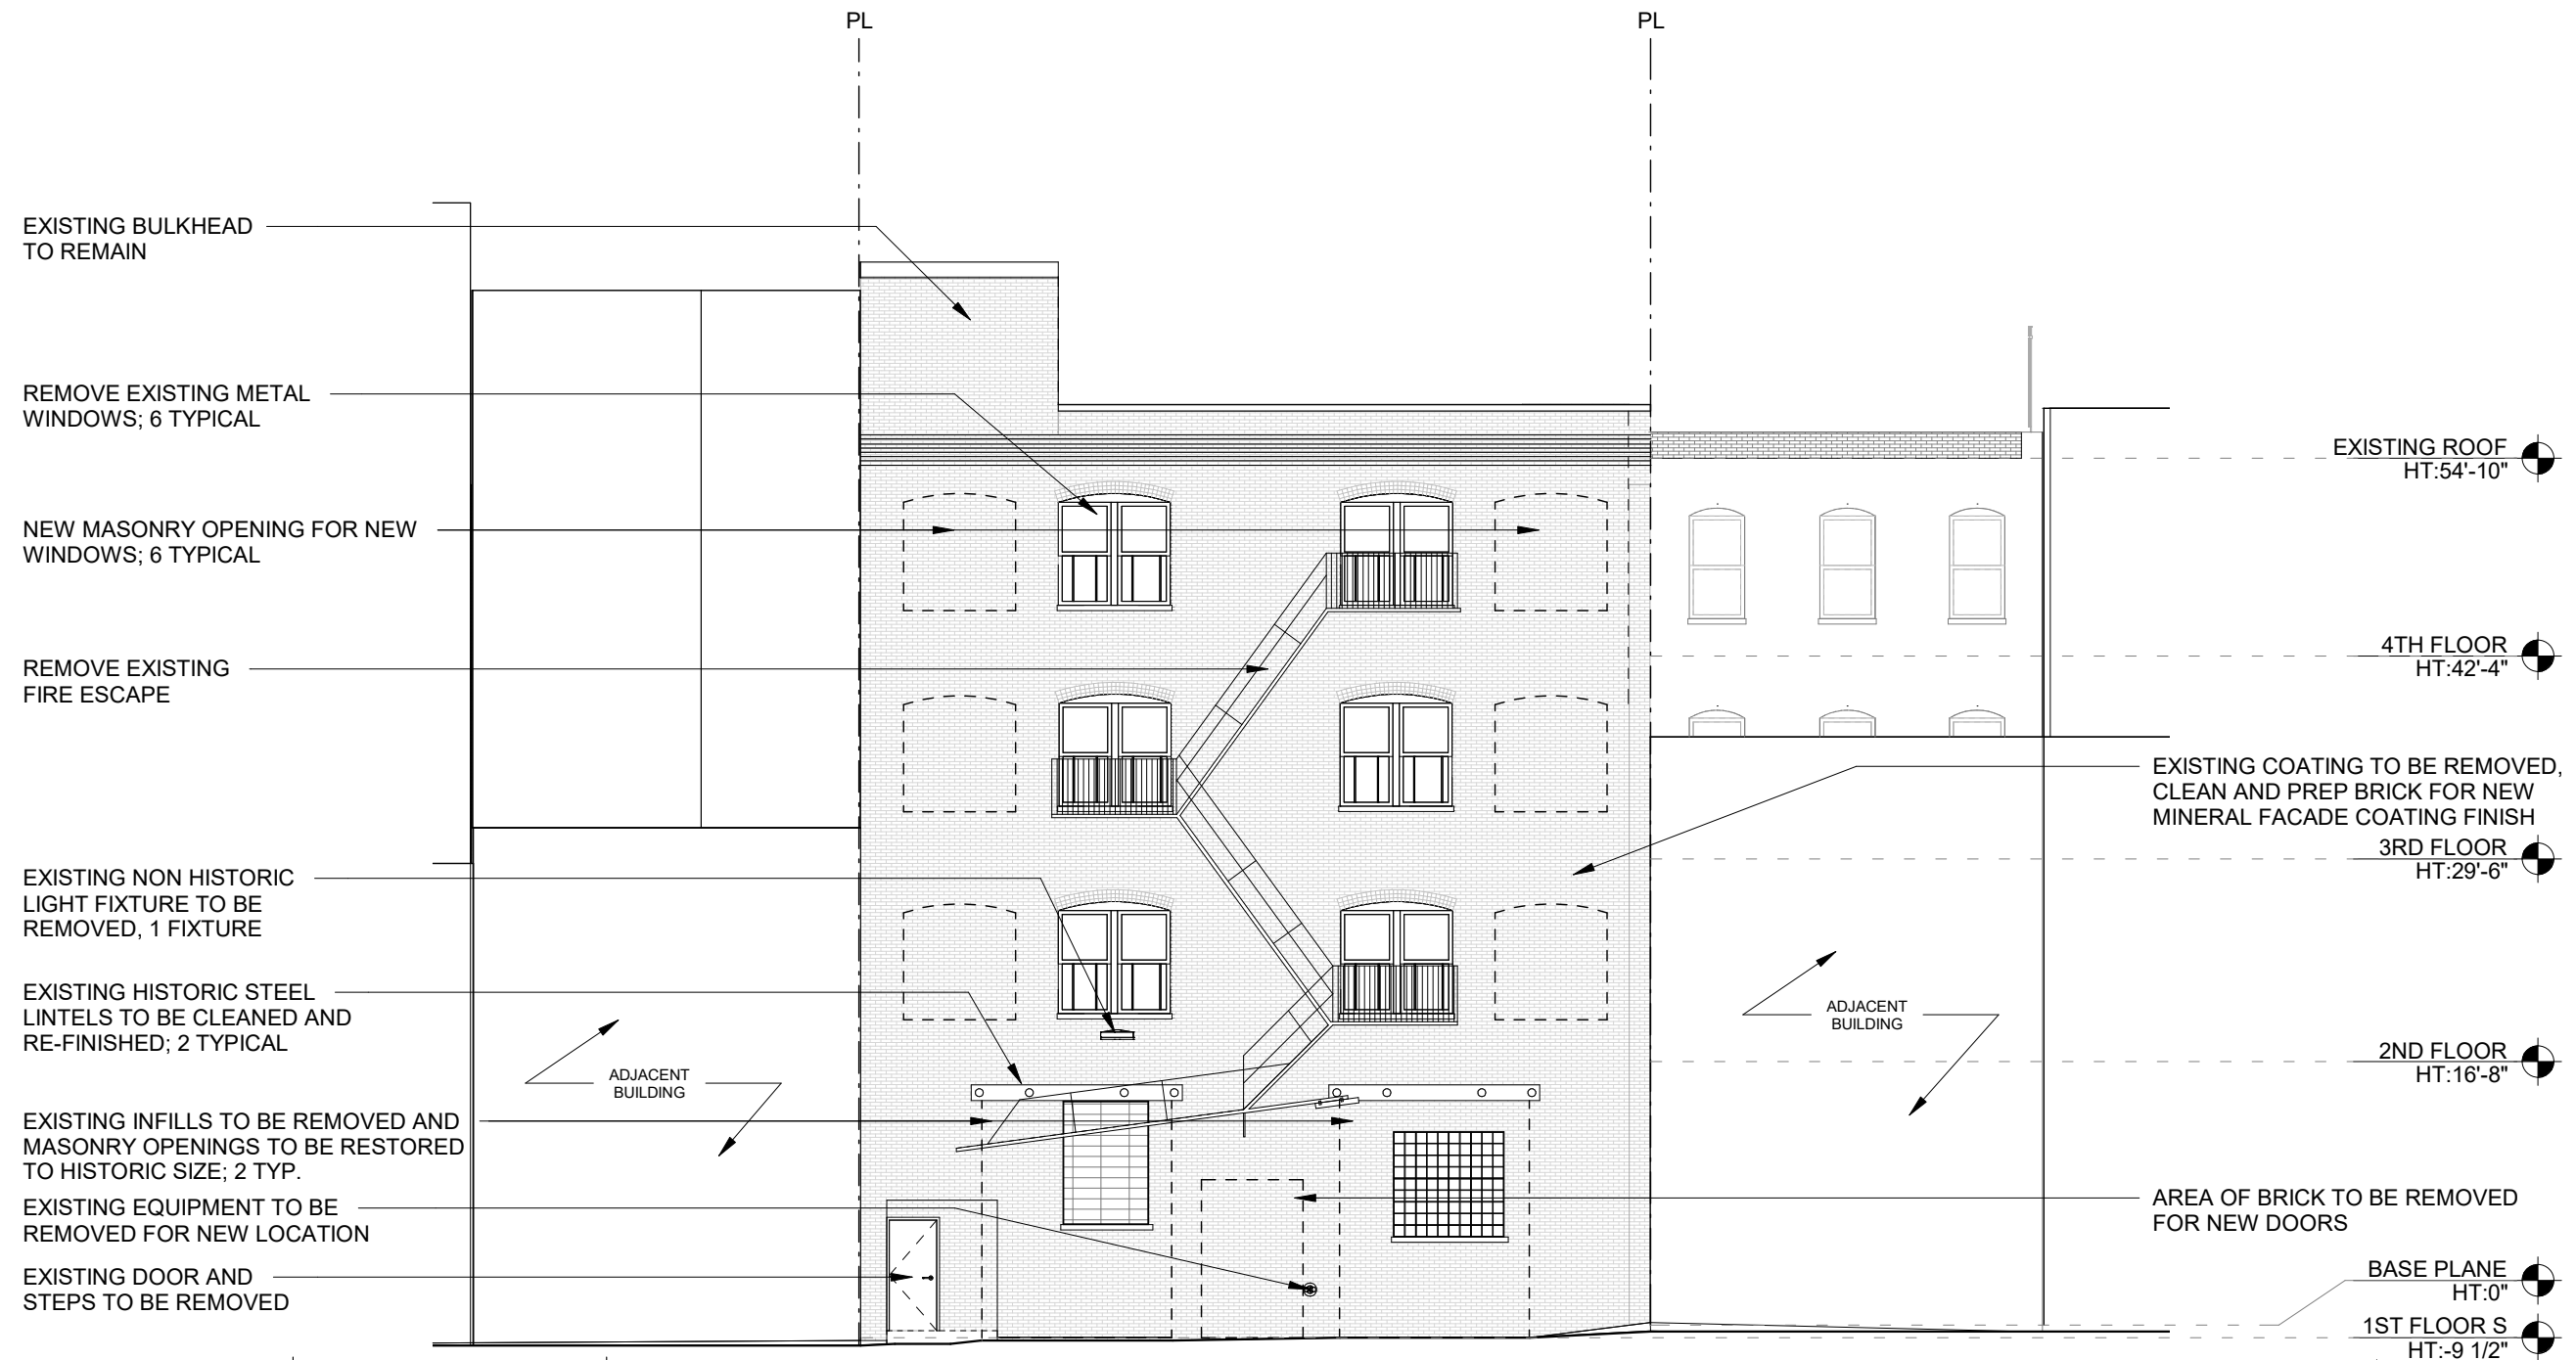 PL
PL
EXISTING BULKHEAD
TO REMAIN
REMOVE EXISTING METAL
WINDOWS; 6 TYPICAL
NEW MASONRY OPENING FOR NEW
WINDOWS; 6 TYPICAL
REMOVE EXISTING
FIRE ESCAPE
EXISTING NON HISTORIC
LIGHT FIXTURE TO BE
REMOVED, 1 FIXTURE
EXISTING HISTORIC STEEL
LINTELS TO BE CLEANED AND
RE-FINISHED; 2 TYPICAL
EXISTING INFILLS TO BE REMOVED AND
MASONRY OPENINGS TO BE RESTORED
TO HISTORIC SIZE; 2 TYP.
EXISTING EQUIPMENT TO BE
REMOVED FOR NEW LOCATION
EXISTING DOOR AND
STEPS TO BE REMOVED
ADJACENT
BUILDING
ADJACENT
BUILDING
EXISTING ROOF
HT:54'-10"
4TH FLOOR
HT:42'-4"
EXISTING COATING TO BE REMOVED,
CLEAN AND PREP BRICK FOR NEW
MINERAL FACADE COATING FINISH
3RD FLOOR
HT:29'-6"
2ND FLOOR
HT:16'-8"
AREA OF BRICK TO BE REMOVED
FOR NEW DOORS
BASE PLANE
HT:0"
1ST FLOOR S
HT:-9 1/2"